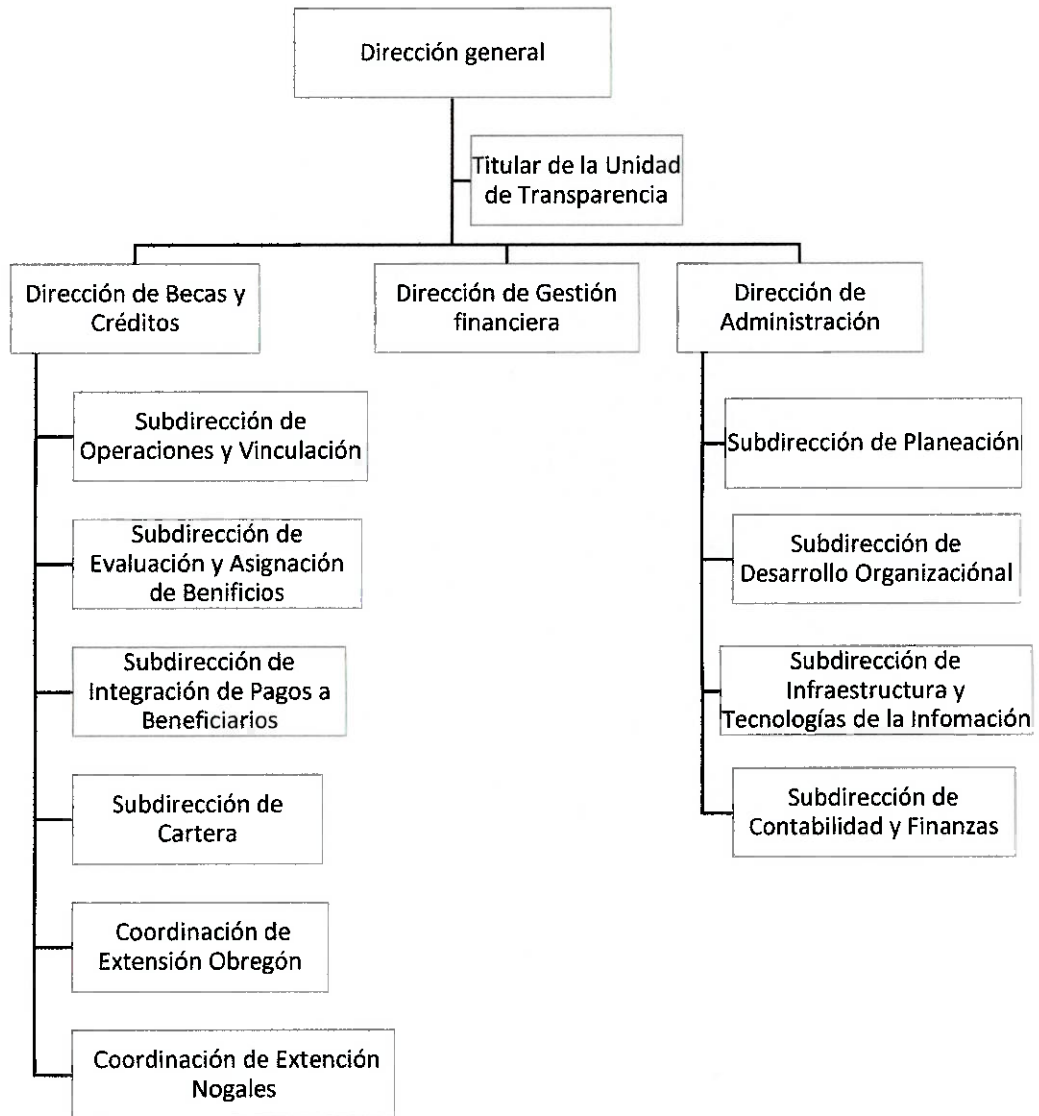 Dirección general
Titular de la Unidad
de Transparencia
Dirección de Becas y
Créditos
Dirección de Gestión
financiera
Dirección de
Administración
Subdirección de
Operaciones y Vinculación
Subdirección de
Evaluación y Asignación
de Benificios
Subdirección de
Integración de Pagos a
Beneficiarios
Subdirección de
Cartera
Coordinación de
Extensión Obregón
Coordinación de Extención
Nogales
Subdirección de Planeación
Subdirección de
Desarrollo Organizaciónal
Subdirección de
Infraestructura y
Tecnologías de la Infomación
Subdirección de
Contabilidad y Finanzas